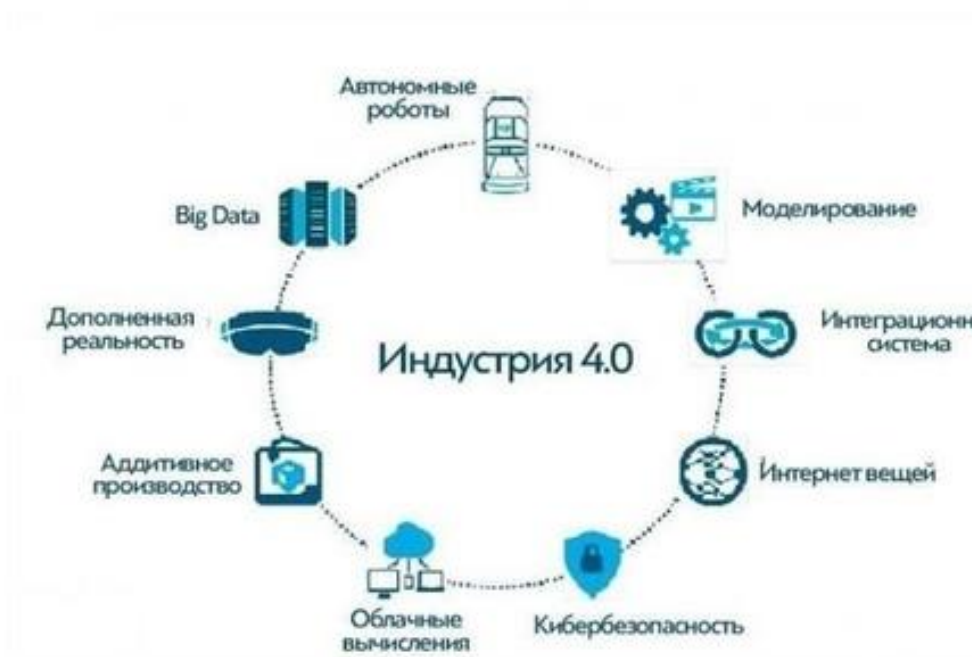 Автономные
роботы
Big Data
Моделирование
Дополненная
реальность
Интеграционн
система
Индустрия 4.0
Аддитивное
производство
Интернет вещей
Облачные
вычисления
Кибербезопасность